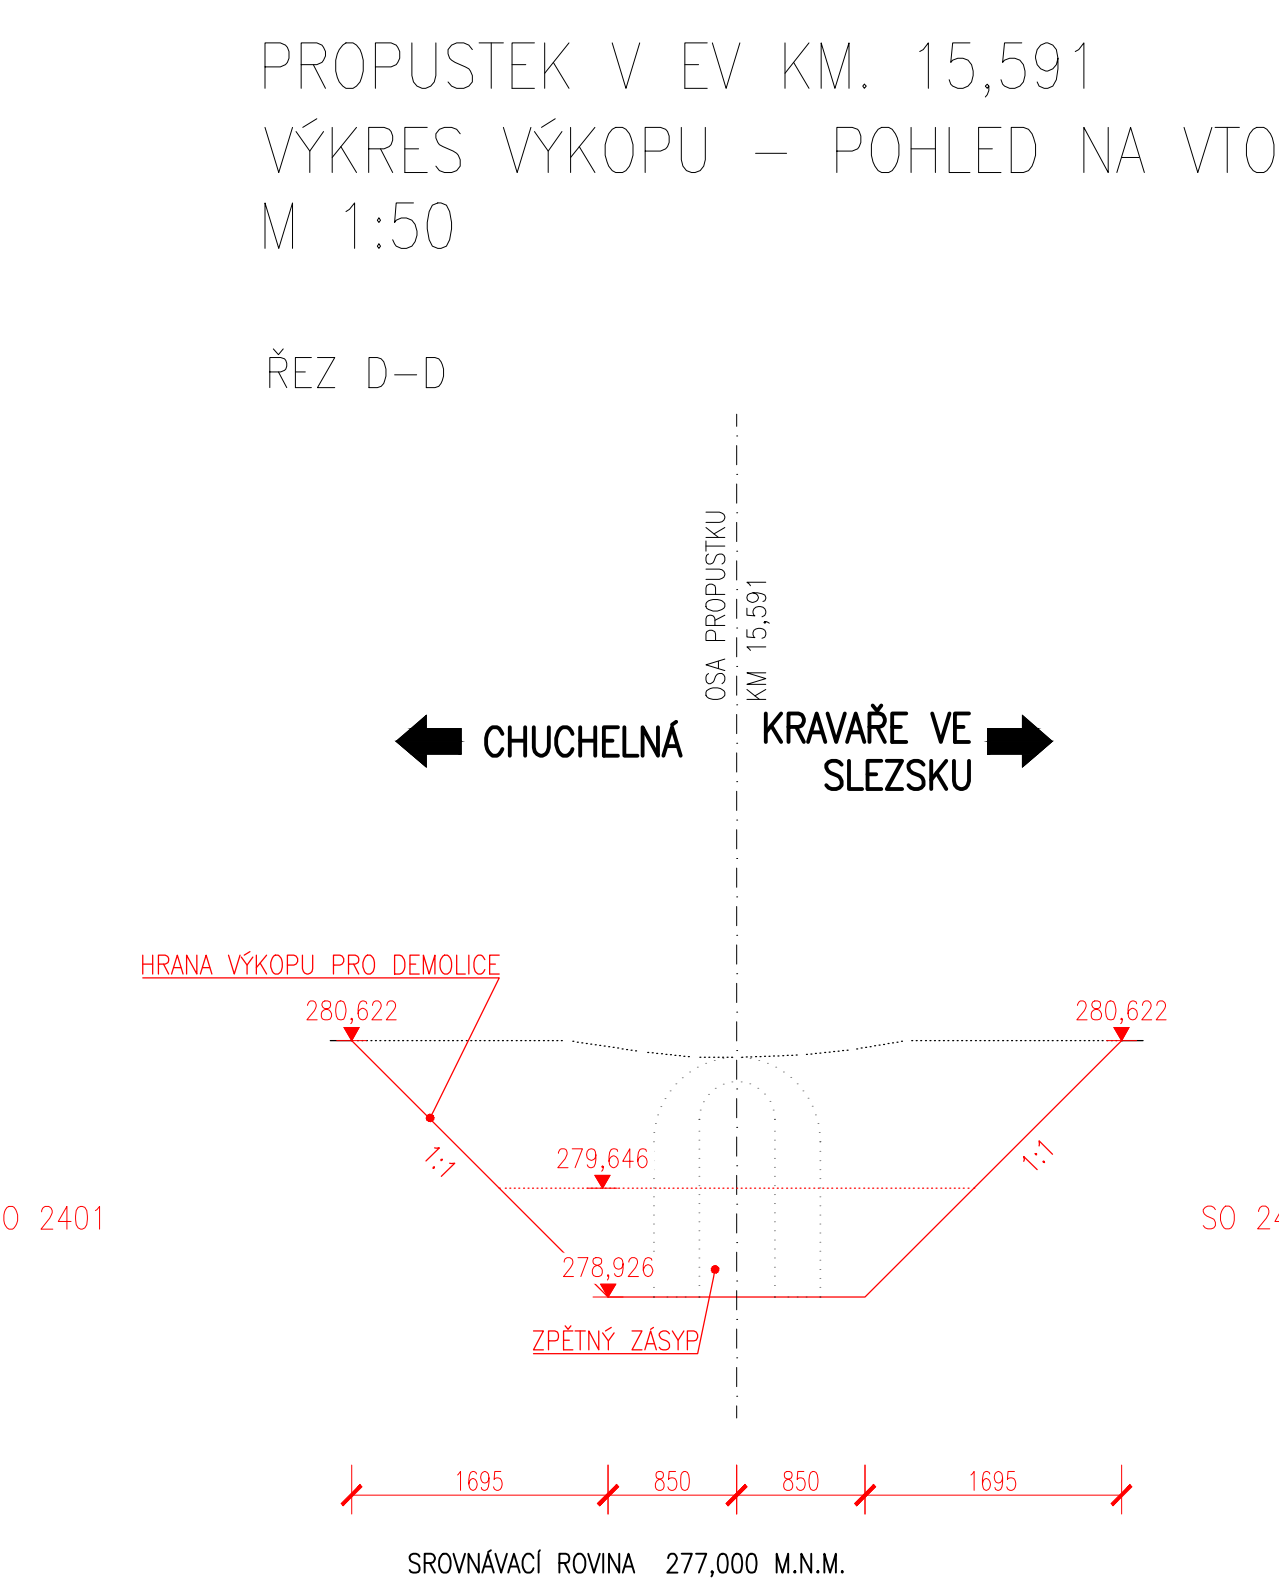 PROPUSTEK V EV KM. 15,591
VÝKRES VÝKOPU – POHLED NA VTO
M 1:50
ŘEZ D–D
OSA PROPUSTKU
KM 15,591
CHUCHELNÁ
KRAVAŘE VE
SLEZSKU
HRANA VÝKOPU PRO DEMOLICE
280,622
280,622
1:1
1:1
279,646
O 2401
SO 24
278,926
ZPĚTNÝ ZÁSYP
1695
850
850
1695
SROVNÁVACÍ ROVINA 277,000 M.N.M.